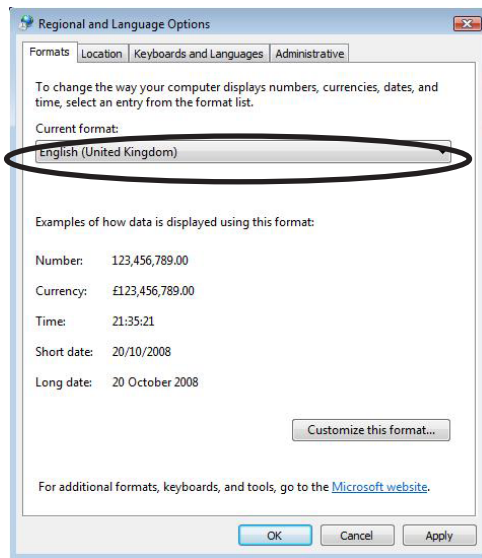 Regional and Language Options
Formats Location Keyboards and Languages Administrative
To change the way your computer displays numbers, currencies, dates, and
time, select an entry from the format list.
Current format:
English (United Kingdom)
Examples of how data is displayed using this format:
Number: 123,456,789.00
Currency: £123,456,789.00
Time: 21:35:21
Short date: 20/10/2008
Long date: 20 October 2008
Customize this format...
For additional formats, keyboards, and tools, go to the Microsoft website.
OK Cancel Apply